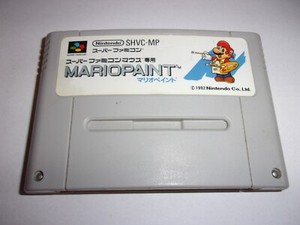 Nintendo SHVC-MP
スーパーファミコン
スーパーファミコンマウス専用
MARIOPAINT™
マリオペイント
© 1992 Nintendo Co., Ltd.